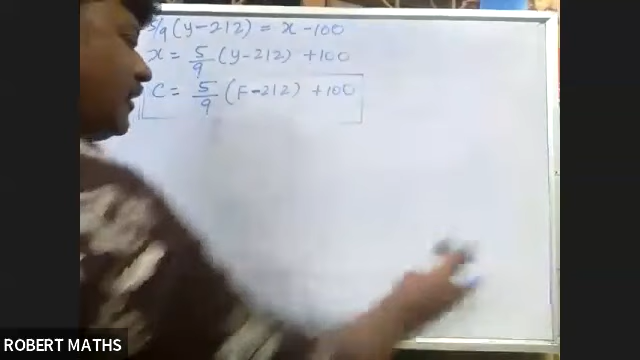 5/9 (y-212) = x -100
x = 5/9 (y-212) +100
C = 5/9 (F-212) +100
ROBERT MATHS